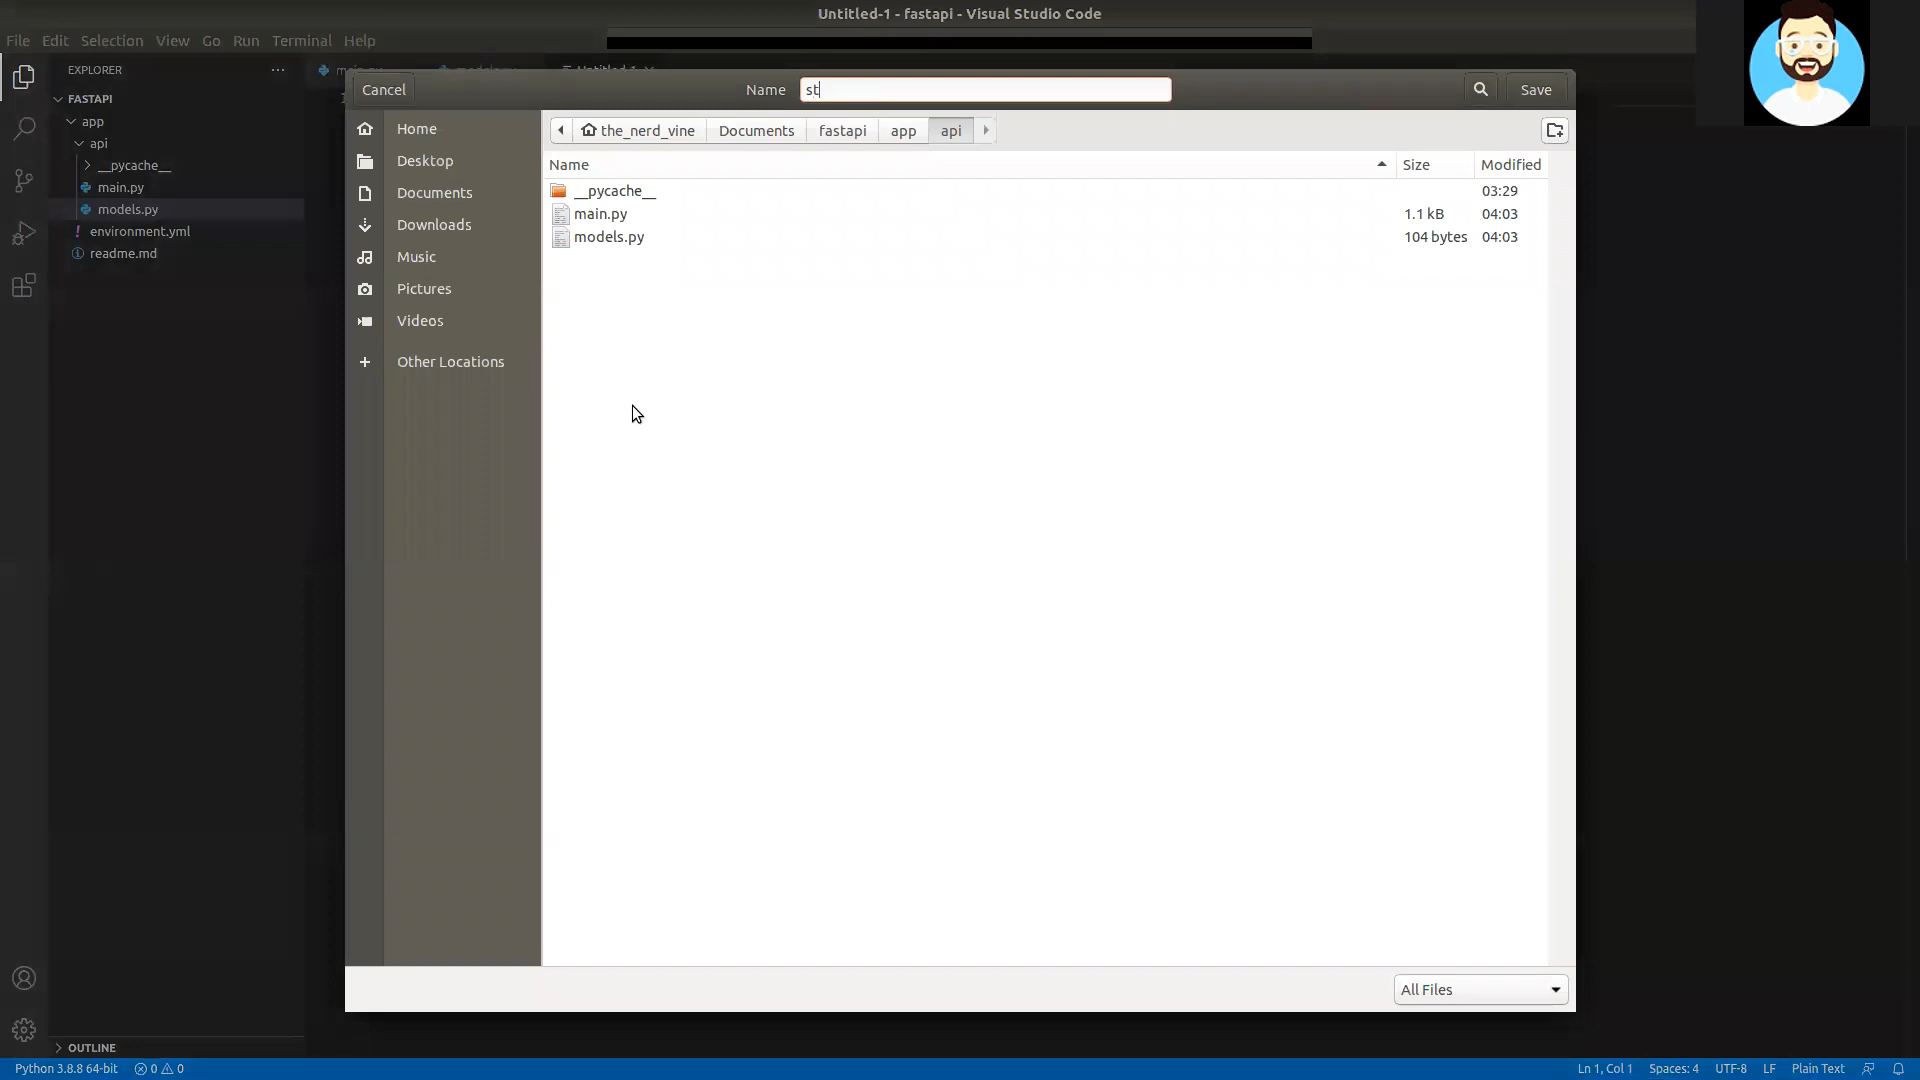 Untitled-1 - fastapi - Visual Studio Code
File Edit Selection View Go Run Terminal Help
EXPLORER
FASTAPI
app
api
__pycache__
main.py
models.py
environment.yml
readme.md
OUTLINE
Cancel
Name st
Save
the_nerd_vine Documents fastapi app api
Home
Desktop
Documents
Downloads
Music
Pictures
Videos
Other Locations
Name Size Modified
__pycache__ 03:29
main.py 1.1 kB 04:03
models.py 104 bytes 04:03
All Files
Python 3.8.8 64-bit 0 0 Ln 1, Col 1 Spaces: 4 UTF-8 LF Plain Text